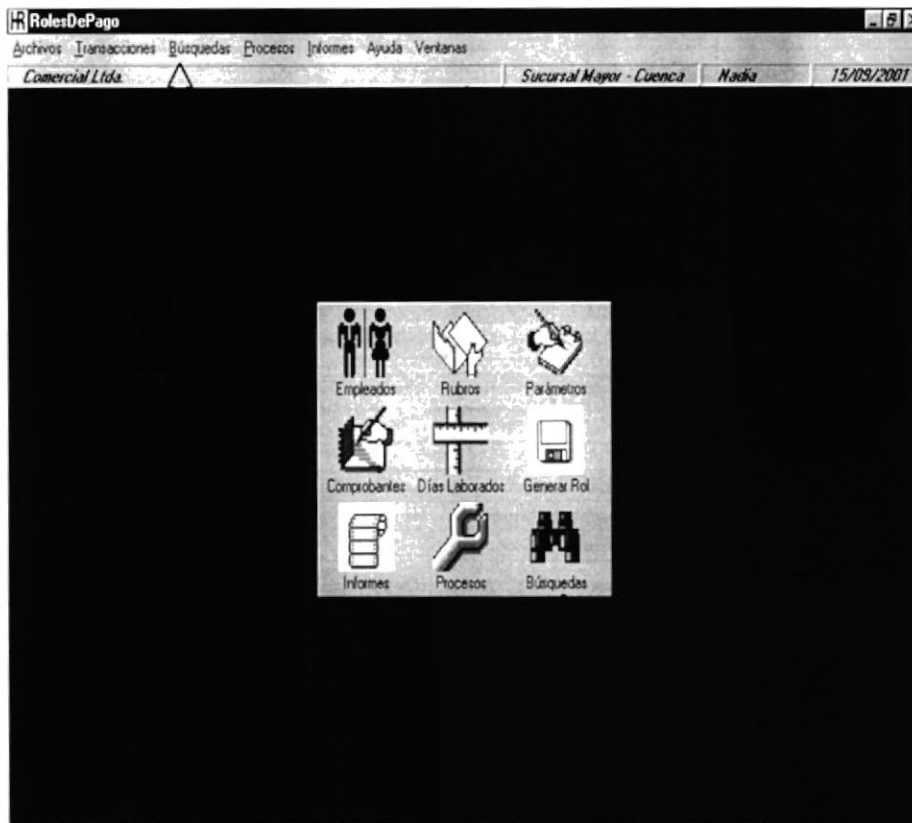 HR RolesDePago
Archivos Transacciones Búsquedas Procesos Informes Ayuda Ventanas
Comercial Ltda. Sucursal Mayor - Cuenca Nadia 15/09/2001
Empleados Rubros Parámetros
Comprobantes Días Laborados Generar Rol
Informes Procesos Búsquedas